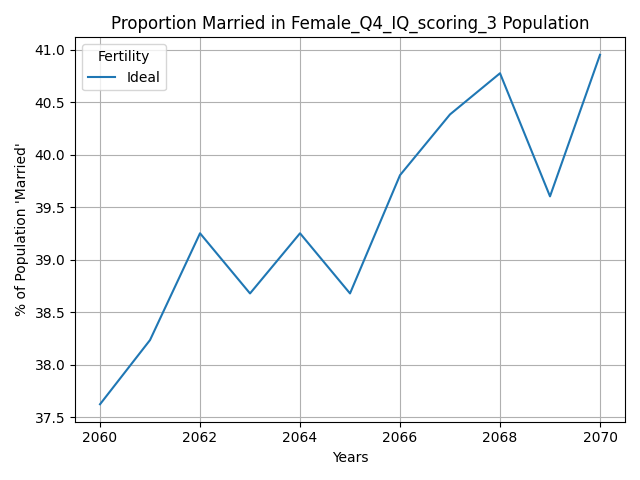 Proportion Married in Female_Q4_IQ_scoring_3 Population
Fertility
Ideal
% of Population 'Married'
41.0
40.5
40.0
39.5
39.0
38.5
38.0
37.5
2060
2062
2064
2066
2068
2070
Years